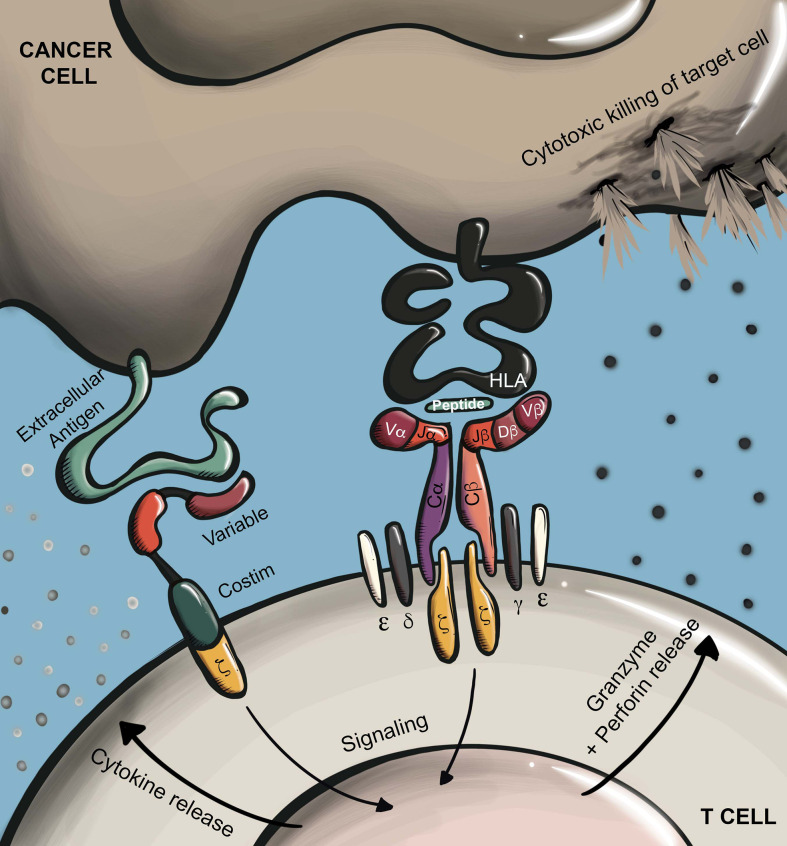 CANCER
CELL
Cytotoxic killing of target cell
Extracellular
Antigen
HLA
Peptide
Vα
Jα
Jβ
Dβ
Vβ
Cα
Cβ
Variable
Costim
ζ
ε
δ
ζ
ζ
γ
ε
Signaling
Cytokine release
Granzyme
+ Perforin release
T CELL